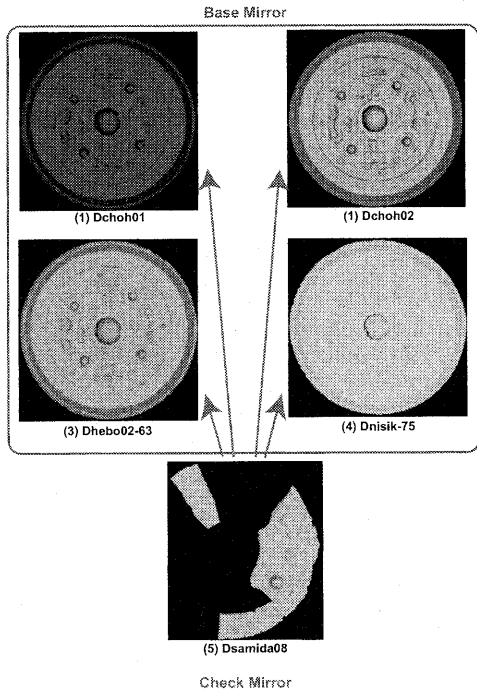 Base Mirror
(1) Dchoh01
(1) Dchoh02
(3) Dhebo02-63
(4) Dnisik-75
(5) Dsamida08
Check Mirror